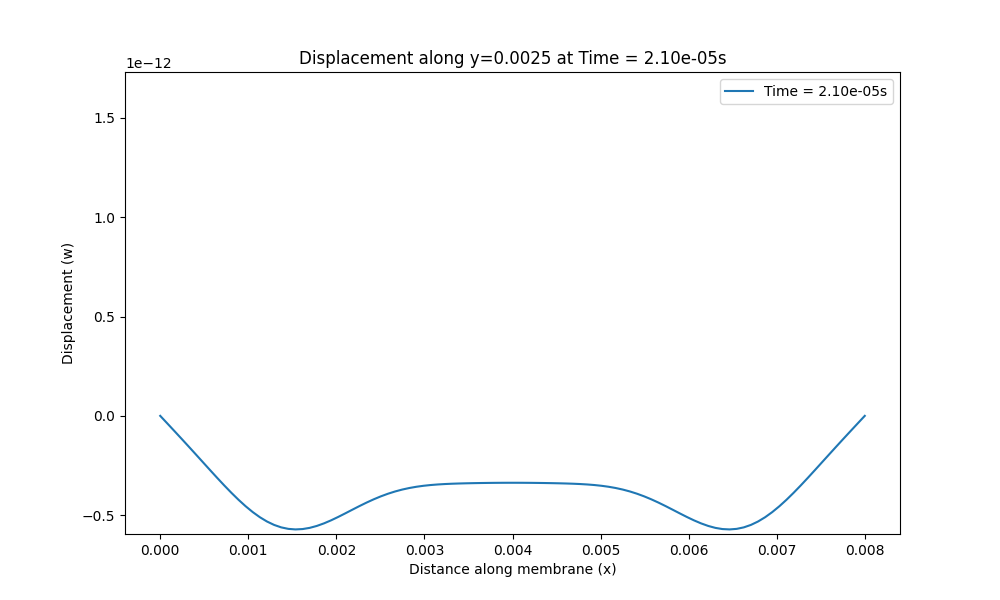 Displacement along y=0.0025 at Time = 2.10e-05s
1e−12
Time = 2.10e-05s
1.5
1.0
0.5
0.0
−0.5
Displacement (w)
0.000 0.001 0.002 0.003 0.004 0.005 0.006 0.007 0.008
Distance along membrane (x)